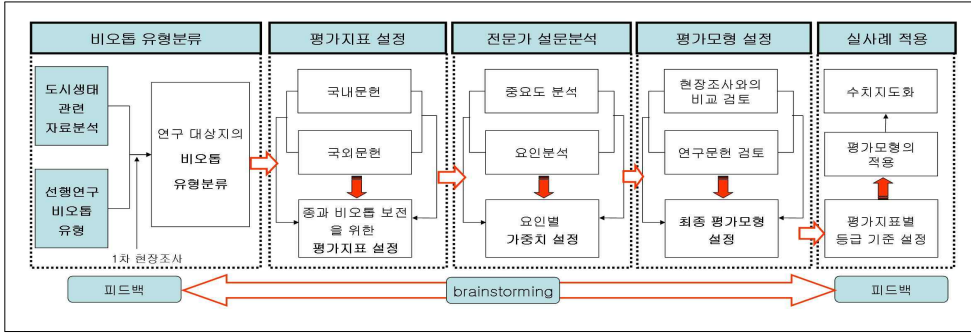 비오톱 유형분류
평가지표 설정
전문가 설문분석
평가모형 설정
실사례 적용
도시생태
관련
자료분석
선행연구
비오톱
유형
연구 대상지의
비오톱
유형분류
1차 현장조사
국내문헌
국외문헌
종과 비오톱 보전
을 위한
평가지표 설정
중요도 분석
요인분석
요인별
가중치 설정
현장조사와의
비교 검토
연구문헌 검토
최종 평가모형
설정
수치지도화
평가모형의
적용
평가지표별
등급 기준 설정
피드백
brainstorming
피드백